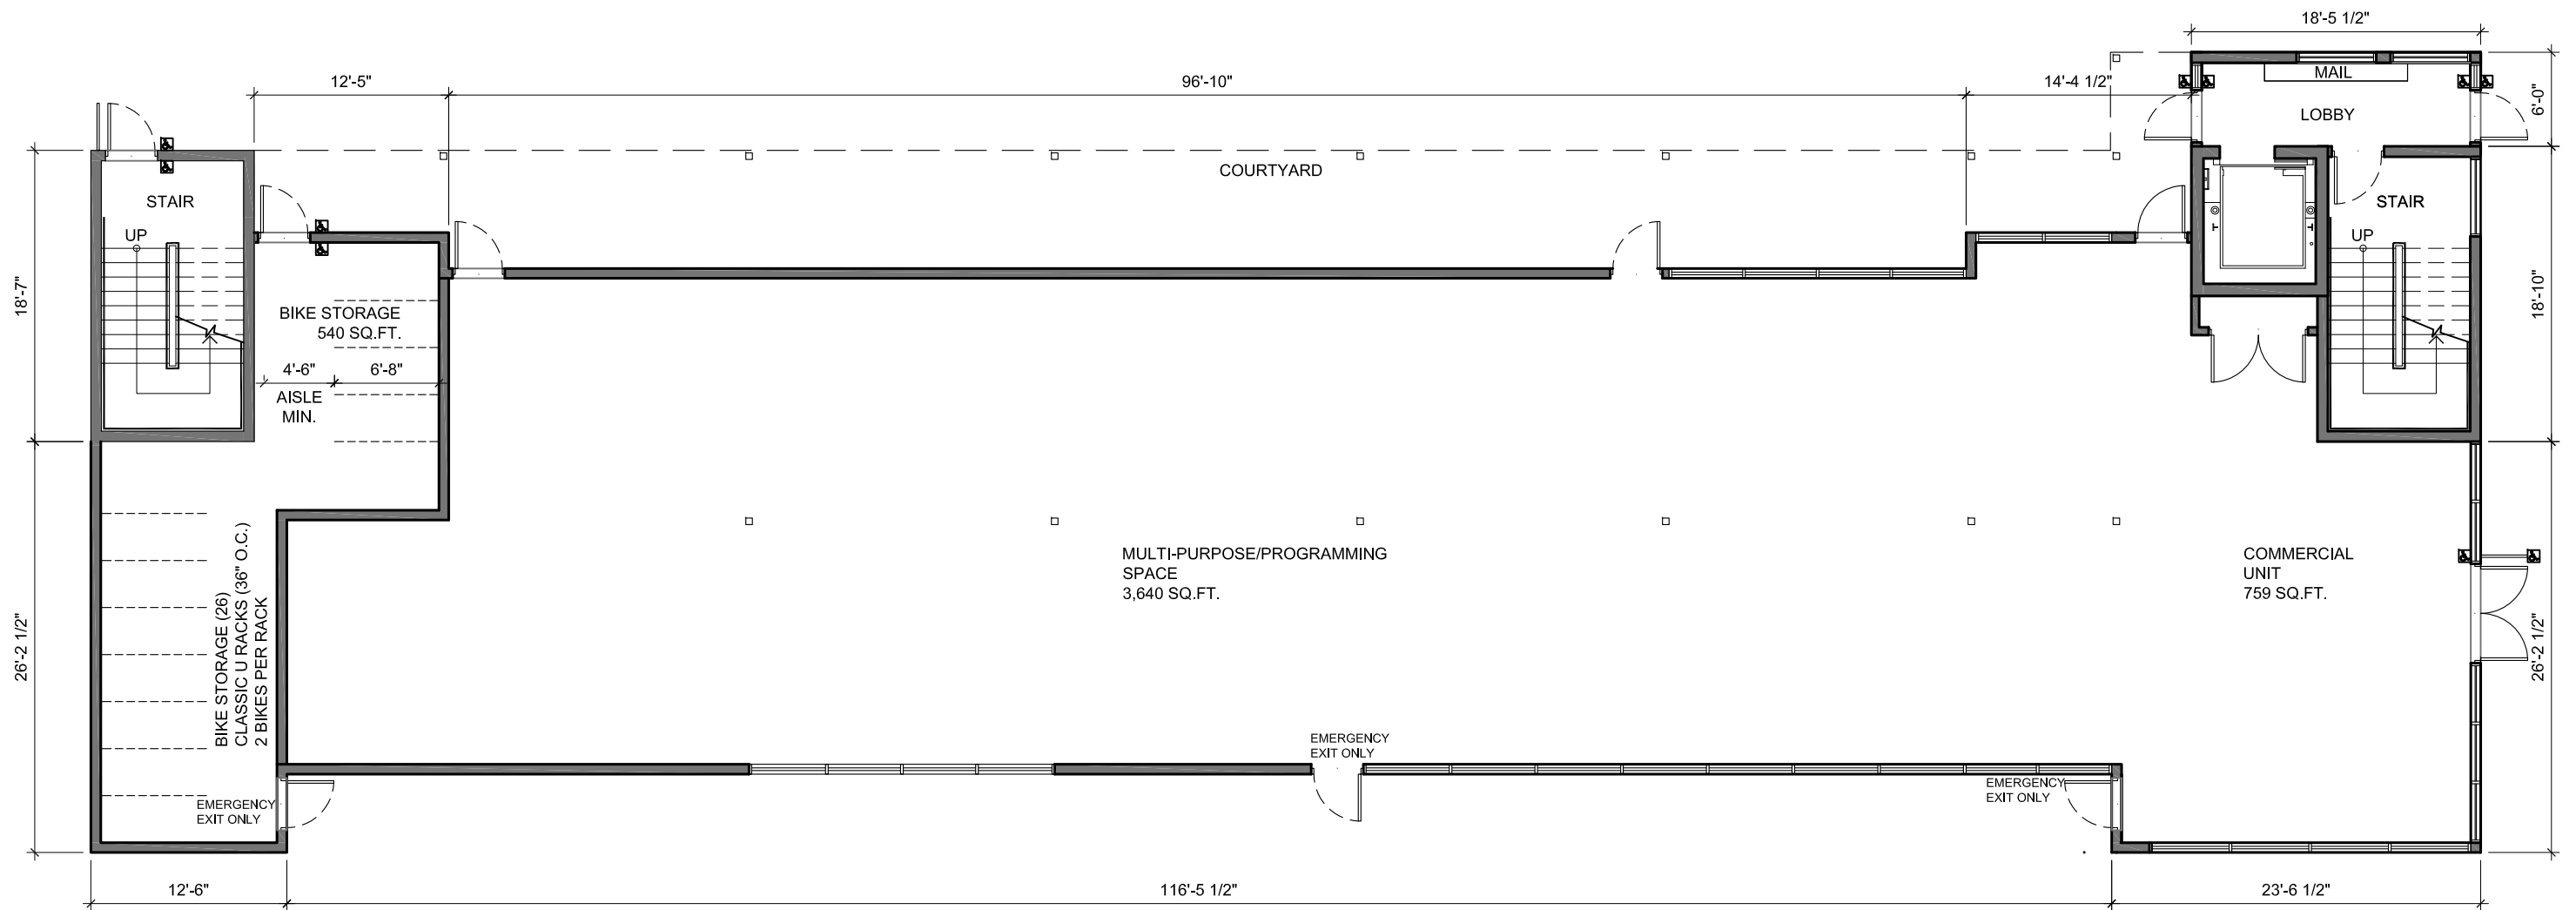 18'-5 1/2"
12'-5"
96'-10"
14'-4 1/2"
MAIL
6'-0"
LOBBY
COURTYARD
STAIR
UP
STAIR
UP
18'-7"
18'-10"
BIKE STORAGE
540 SQ.FT.
4'-6"
6'-8"
AISLE
MIN.
BIKE STORAGE (26)
CLASSIC U RACKS (36" O.C.)
2 BIKES PER RACK
MULTI-PURPOSE/PROGRAMMING
SPACE
3,640 SQ.FT.
COMMERCIAL
UNIT
759 SQ.FT.
26'-2 1/2"
26'-2 1/2"
EMERGENCY
EXIT ONLY
EMERGENCY
EXIT ONLY
EMERGENCY
EXIT ONLY
12'-6"
116'-5 1/2"
23'-6 1/2"